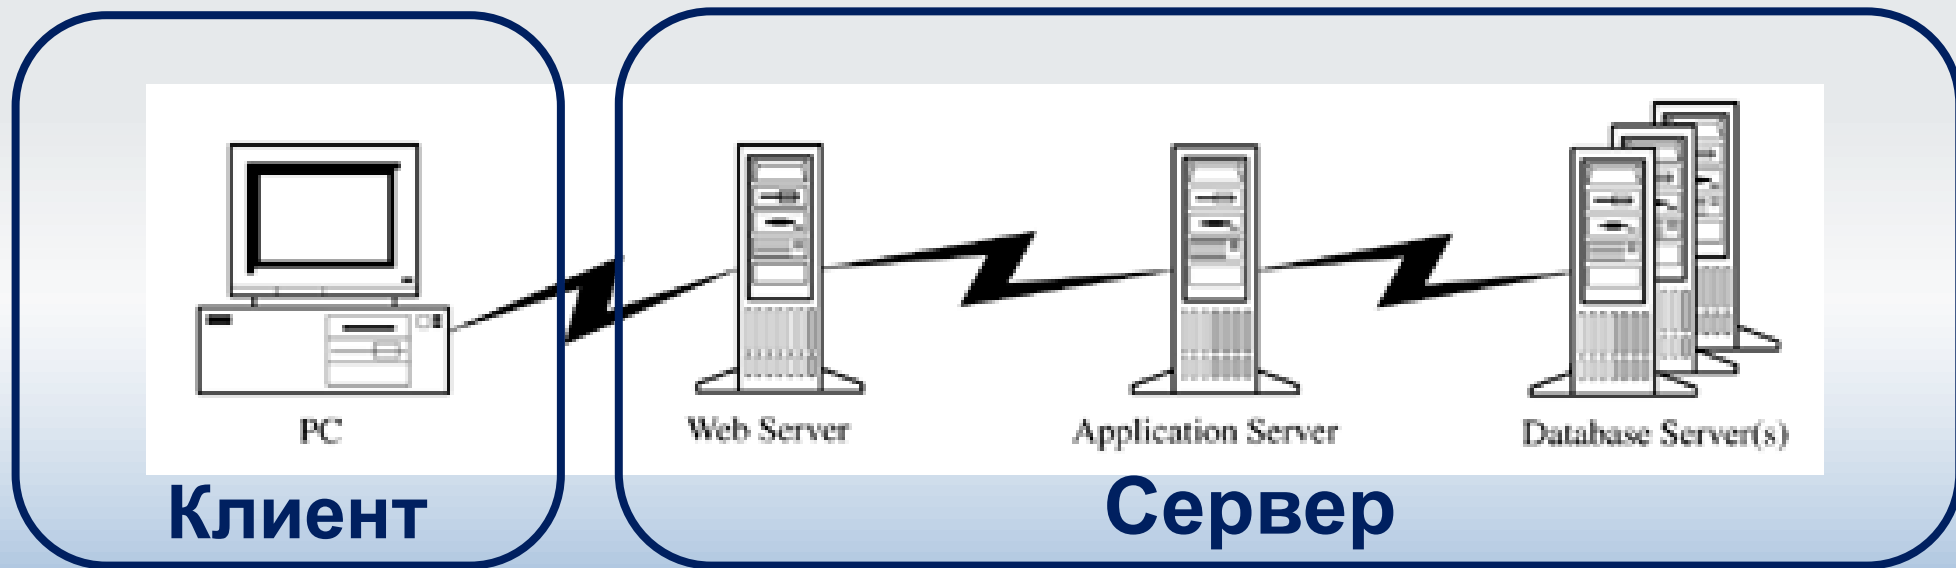 PC
Web Server
Application Server
Database Server(s)
Клиент
Сервер